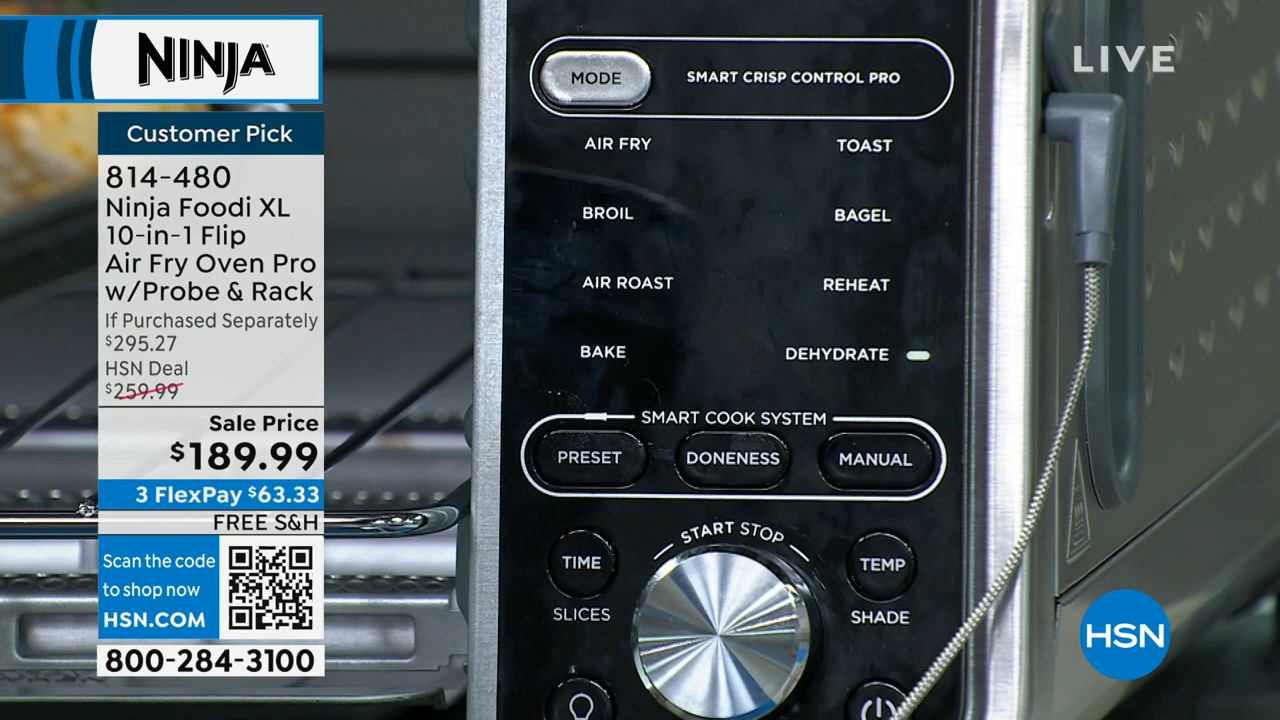 NINJA
Customer Pick
814-480
Ninja Foodi XL
10-in-1 Flip
Air Fry Oven Pro
w/Probe & Rack
If Purchased Separately
$295.27
HSN Deal
$259.99
Sale Price
$189.99
3 FlexPay $63.33
FREE S&H
Scan the code
to shop now
HSN.COM
800-284-3100
MODE SMART CRISP CONTROL PRO
AIR FRY TOAST
BROIL BAGEL
AIR ROAST REHEAT
BAKE DEHYDRATE
SMART COOK SYSTEM
PRESET DONENESS MANUAL
START STOP
TIME TEMP
SLICES SHADE
LIVE
HSN